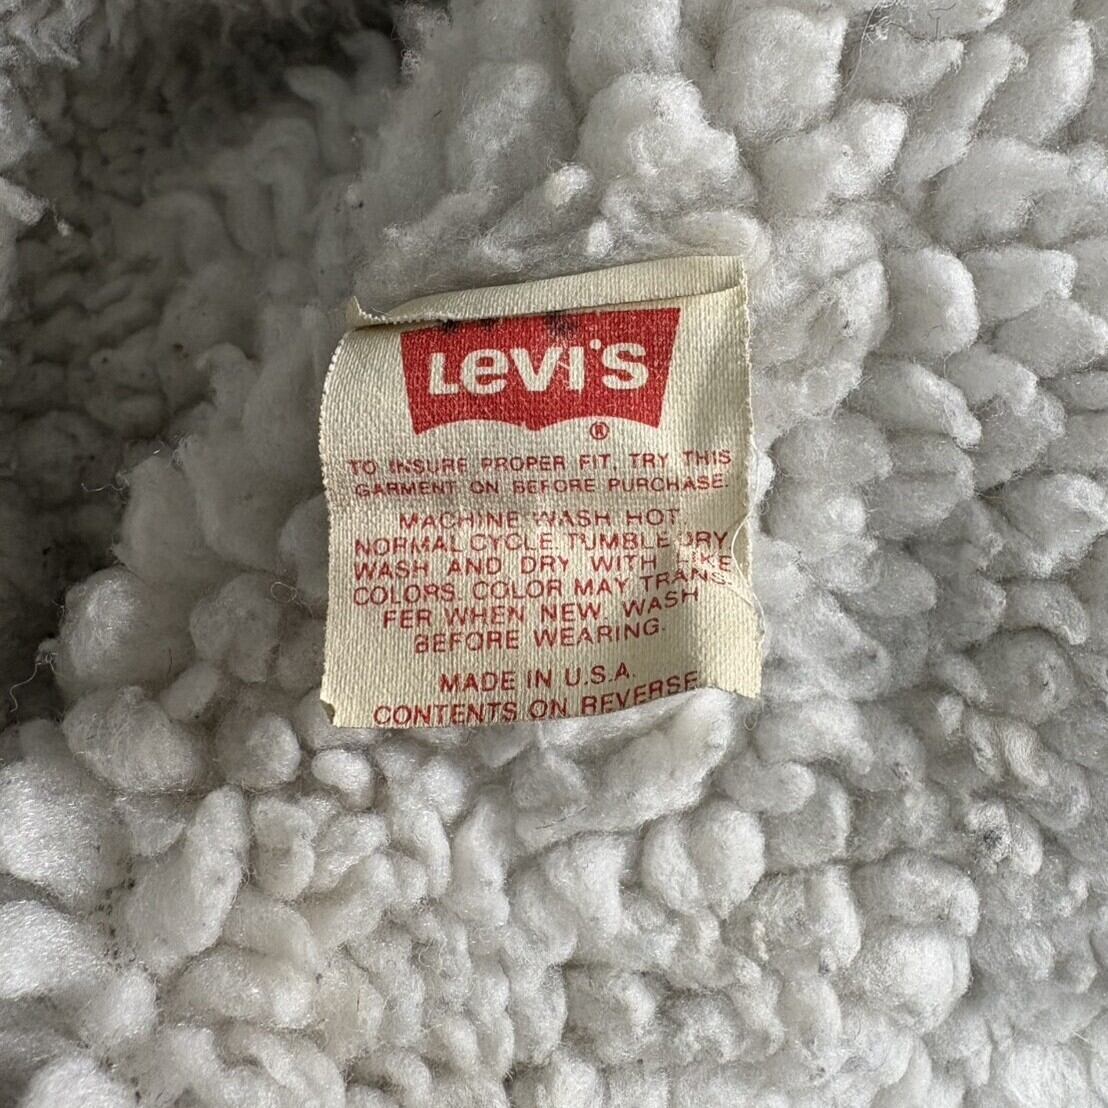 Levi's
®
TO INSURE PROPER FIT, TRY THIS
GARMENT ON BEFORE PURCHASE.
MACHINE WASH HOT,
NORMAL CYCLE, TUMBLE DRY
WASH AND DRY WITH LIKE
COLORS. COLOR MAY TRANS-
FER WHEN NEW, WASH
BEFORE WEARING.
MADE IN U.S.A.
CONTENTS ON REVERSE